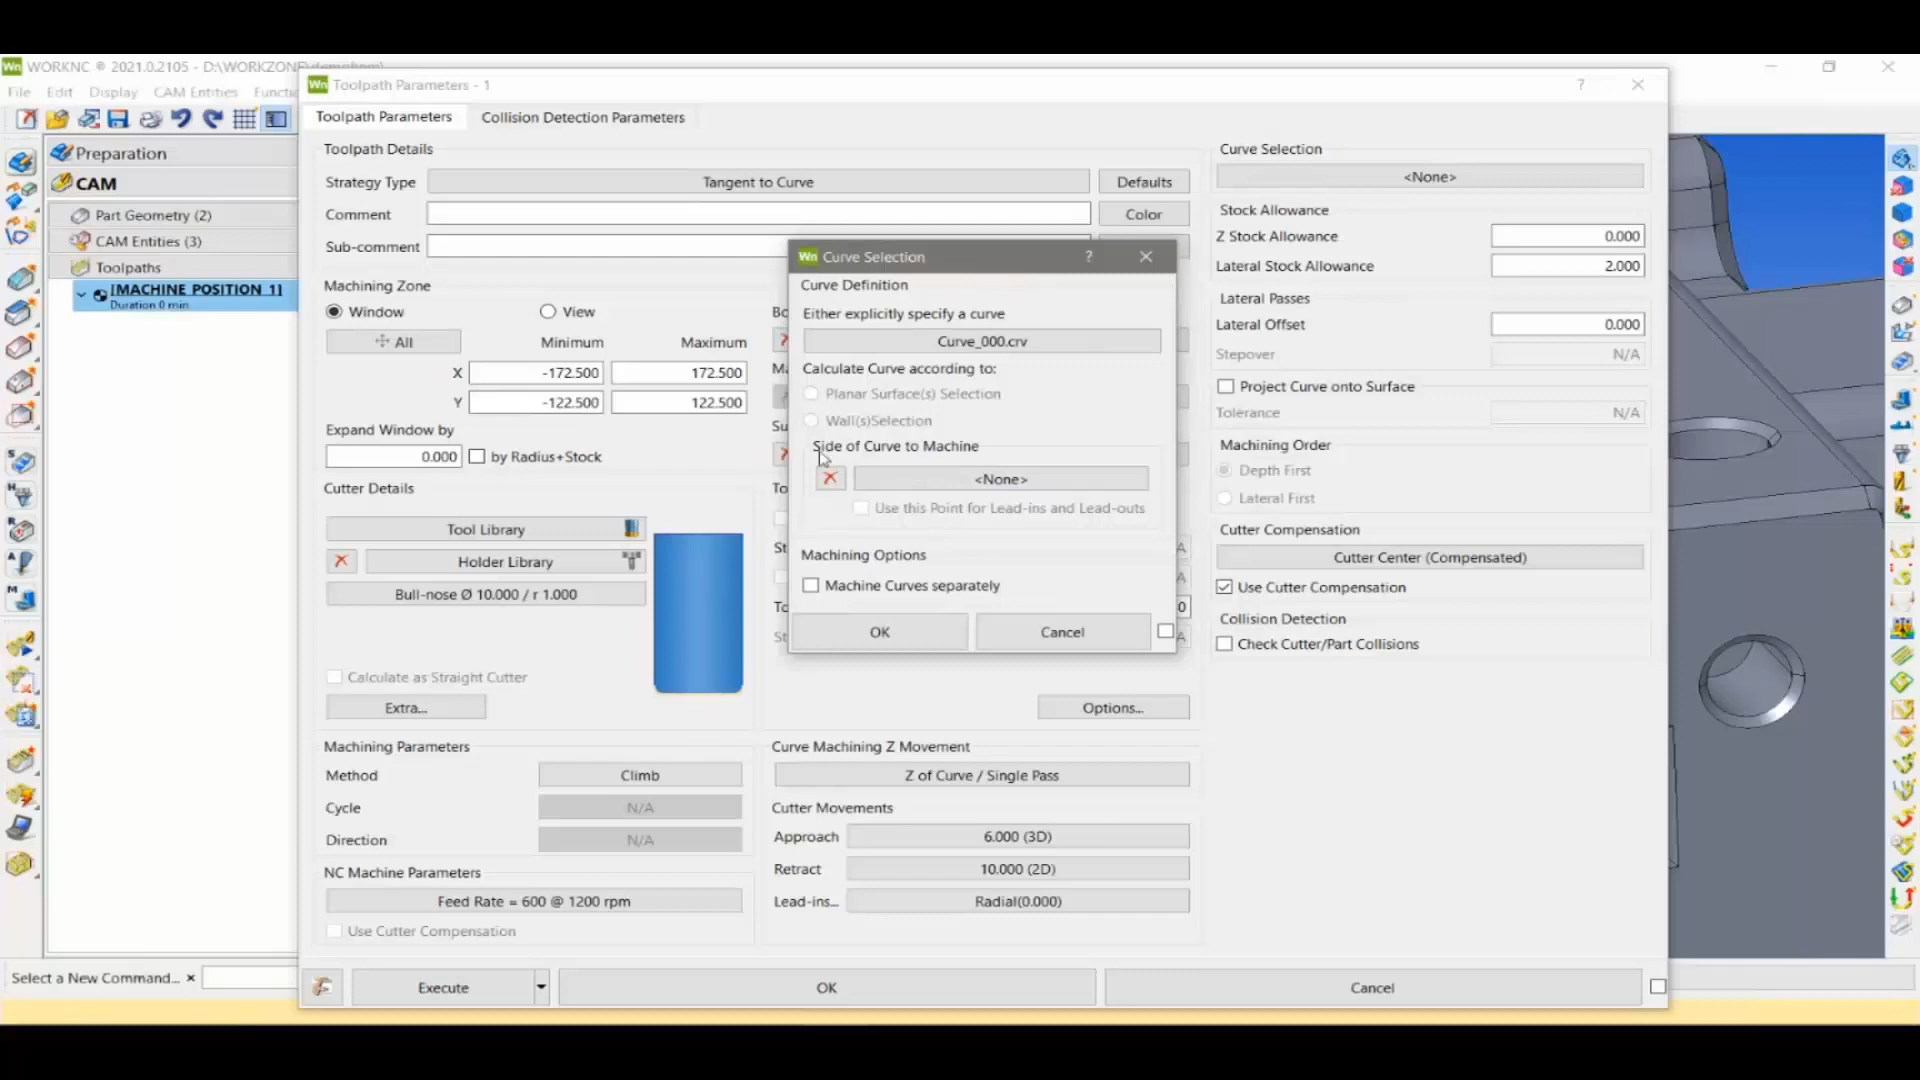 WORKNC ® 2021.0.2105 - D:\WORKZONE
File Edit Display CAM Entities
Toolpath Parameters - 1
Toolpath Parameters
Collision Detection Parameters
Preparation
CAM
Part Geometry (2)
CAM Entities (3)
Toolpaths
[MACHINE POSITION 1]
Duration 0 min
Toolpath Details
Strategy Type
Tangent to Curve
Defaults
Comment
Color
Sub-comment
Machining Zone
Window
View
All
Minimum
Maximum
X
-172.500
172.500
Y
-122.500
122.500
Expand Window by
0.000
by Radius+Stock
Cutter Details
Tool Library
Holder Library
Bull-nose Ø 10.000 / r 1.000
Calculate as Straight Cutter
Extra...
Machining Parameters
Method
Climb
Cycle
N/A
Direction
N/A
NC Machine Parameters
Feed Rate = 600 @ 1200 rpm
Use Cutter Compensation
Curve Selection
Curve Definition
Either explicitly specify a curve
Curve_000.crv
Calculate Curve according to:
Planar Surface(s) Selection
Wall(s)Selection
Side of Curve to Machine
<None>
Use this Point for Lead-ins and Lead-outs
Machining Options
Machine Curves separately
OK
Cancel
Options...
Curve Machining Z Movement
Z of Curve / Single Pass
Cutter Movements
Approach
6.000 (3D)
Retract
10.000 (2D)
Lead-ins...
Radial(0.000)
Curve Selection
<None>
Stock Allowance
Z Stock Allowance
0.000
Lateral Stock Allowance
2.000
Lateral Passes
Lateral Offset
0.000
Stepover
N/A
Project Curve onto Surface
Tolerance
N/A
Machining Order
Depth First
Lateral First
Cutter Compensation
Cutter Center (Compensated)
Use Cutter Compensation
Collision Detection
Check Cutter/Part Collisions
Select a New Command...
Execute
OK
Cancel